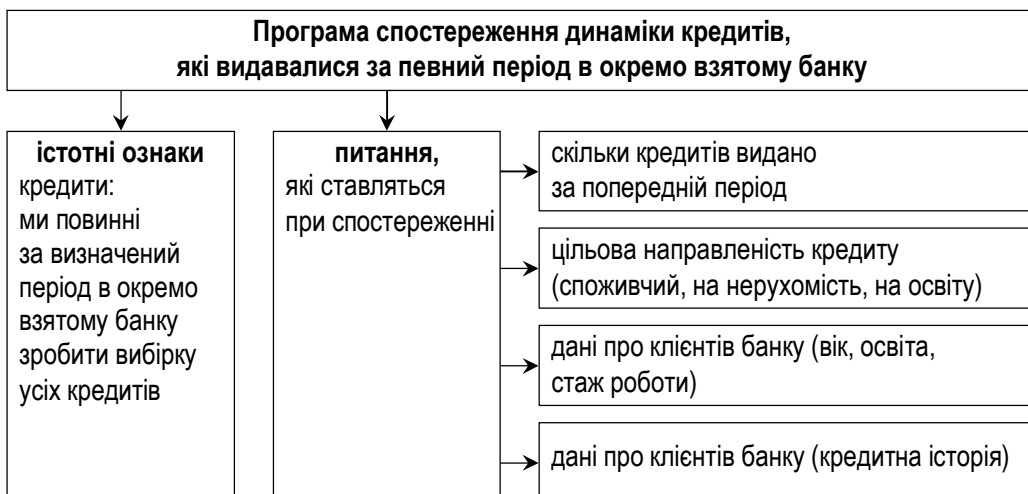 Програма спостереження динаміки кредитів,
які видавалися за певний період в окремо взятому банку
істотні ознаки
кредити:
ми повинні
за визначений
період в окремо
взятому банку
зробити вибірку
усіх кредитів
питання,
які ставляться
при спостереженні
скільки кредитів видано
за попередній період
цільова направленість кредиту
(споживчий, на нерухомість, на освіту)
дані про клієнтів банку (вік, освіта,
стаж роботи)
дані про клієнтів банку (кредитна історія)